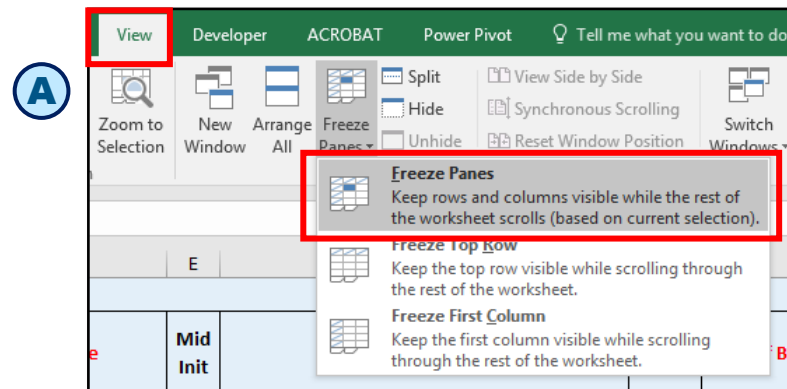 View Developer ACROBAT Power Pivot Tell me what you want to do
A
Split View Side by Side
Hide Synchronous Scrolling
Unhide Reset Window Position
Zoom to Selection
New Window
Arrange All
Freeze Panes
Switch Windows
Freeze Panes
Keep rows and columns visible while the rest of
the worksheet scrolls (based on current selection).
Freeze Top Row
Keep the top row visible while scrolling through
the rest of the worksheet.
Freeze First Column
Keep the first column visible while scrolling
through the rest of the worksheet.
E
Mid
Init
e
B